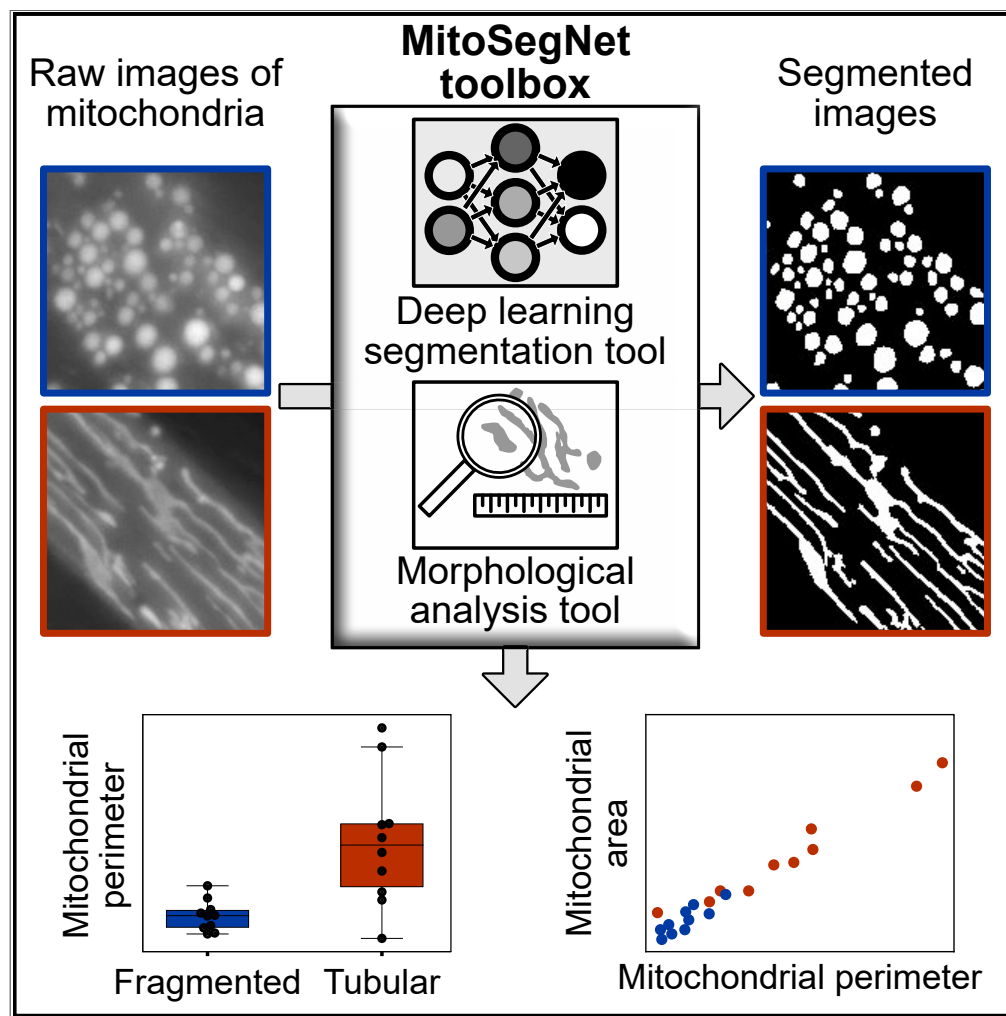 MitoSegNet
toolbox
Raw images of
mitochondria
Segmented
images
Deep learning
segmentation tool
Morphological
analysis tool
Mitochondrial
perimeter
Fragmented
Tubular
Mitochondrial
area
Mitochondrial perimeter